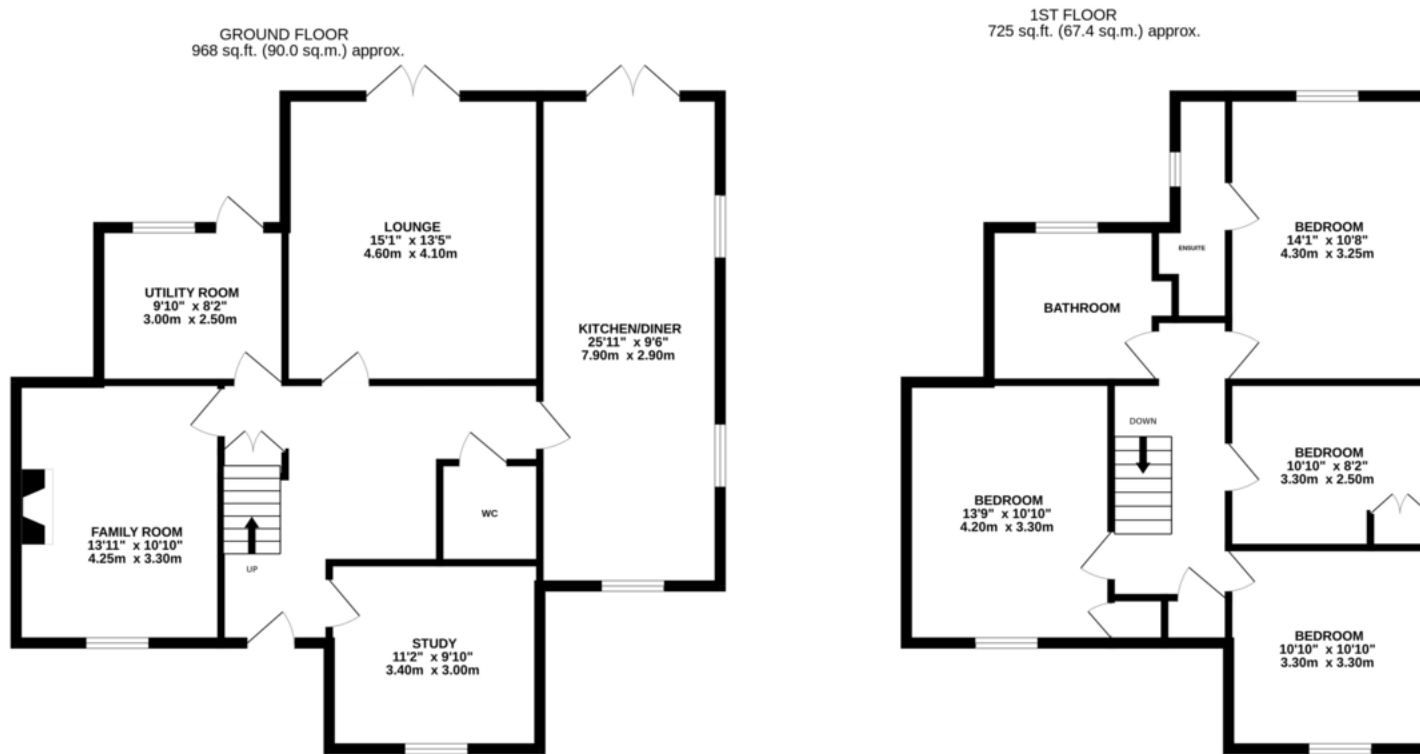 GROUND FLOOR
968 sq.ft. (90.0 sq.m.) approx.
LOUNGE
15'1" x 13'5"
4.60m x 4.10m
UTILITY ROOM
9'10" x 8'2"
3.00m x 2.50m
KITCHEN/DINER
25'11" x 9'6"
7.90m x 2.90m
WC
FAMILY ROOM
13'11" x 10'10"
4.25m x 3.30m
UP
STUDY
11'2" x 9'10"
3.40m x 3.00m
1ST FLOOR
725 sq.ft. (67.4 sq.m.) approx.
BEDROOM
14'1" x 10'8"
4.30m x 3.25m
ENSUITE
BATHROOM
DOWN
BEDROOM
10'10" x 8'2"
3.30m x 2.50m
BEDROOM
13'9" x 10'10"
4.20m x 3.30m
BEDROOM
10'10" x 10'10"
3.30m x 3.30m